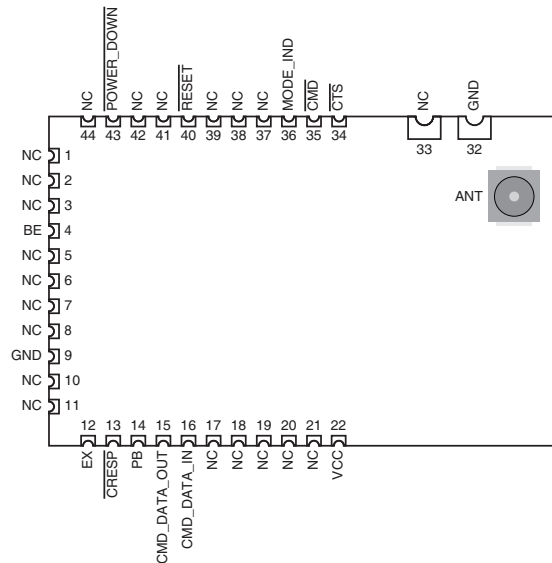 NC POWER_DOWN NC NC RESET NC NC NC MODE_IND CMD CTS NC GND
44 43 42 41 40 39 38 37 36 35 34 33 32
NC 1
NC 2
NC 3
BE 4
NC 5
NC 6
NC 7
NC 8
GND 9
NC 10
NC 11
ANT
12 13 14 15 16 17 18 19 20 21 22
EX CRESP PB CMD_DATA_OUT CMD_DATA_IN NC NC NC NC NC VCC